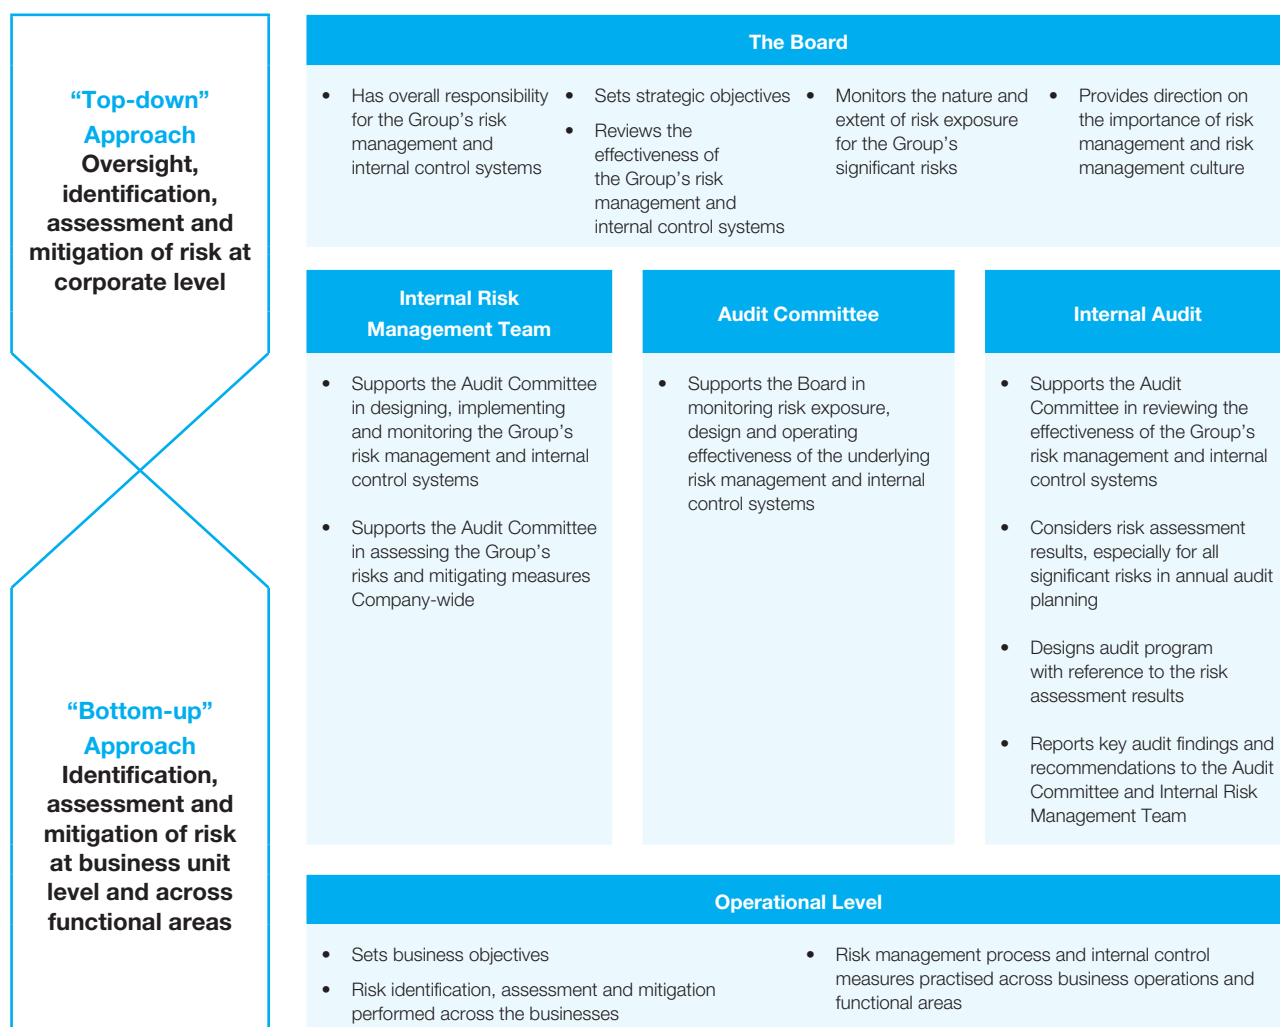 “Top-down”
Approach
Oversight,
identification,
assessment and
mitigation of risk at
corporate level
The Board
• Has overall responsibility
for the Group’s risk
management and
internal control systems
• Sets strategic objectives
• Reviews the
effectiveness of
the Group’s risk
management and
internal control systems
• Monitors the nature and
extent of risk exposure
for the Group’s
significant risks
• Provides direction on
the importance of risk
management and risk
management culture
Internal Risk
Management Team
• Supports the Audit Committee
in designing, implementing
and monitoring the Group’s
risk management and internal
control systems
• Supports the Audit Committee
in assessing the Group’s
risks and mitigating measures
Company-wide
Audit Committee
• Supports the Board in
monitoring risk exposure,
design and operating
effectiveness of the underlying
risk management and internal
control systems
Internal Audit
• Supports the Audit
Committee in reviewing the
effectiveness of the Group’s
risk management and internal
control systems
• Considers risk assessment
results, especially for all
significant risks in annual audit
planning
• Designs audit program
with reference to the risk
assessment results
• Reports key audit findings and
recommendations to the Audit
Committee and Internal Risk
Management Team
“Bottom-up”
Approach
Identification,
assessment and
mitigation of risk
at business unit
level and across
functional areas
Operational Level
• Sets business objectives
• Risk identification, assessment and mitigation
performed across the businesses
• Risk management process and internal control
measures practised across business operations and
functional areas